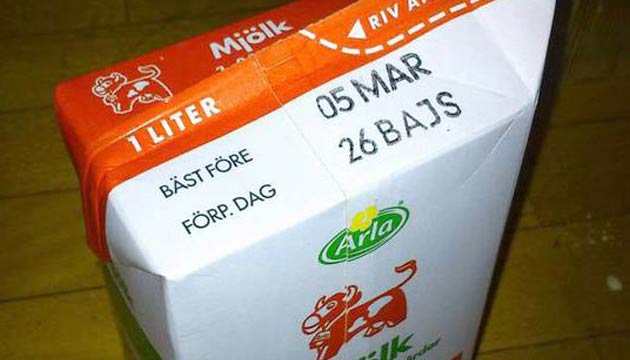 Mjölk
RIV
1 LITER
BÄST FÖRE 05 MAR
FÖRP. DAG 26 BAJS
Arla